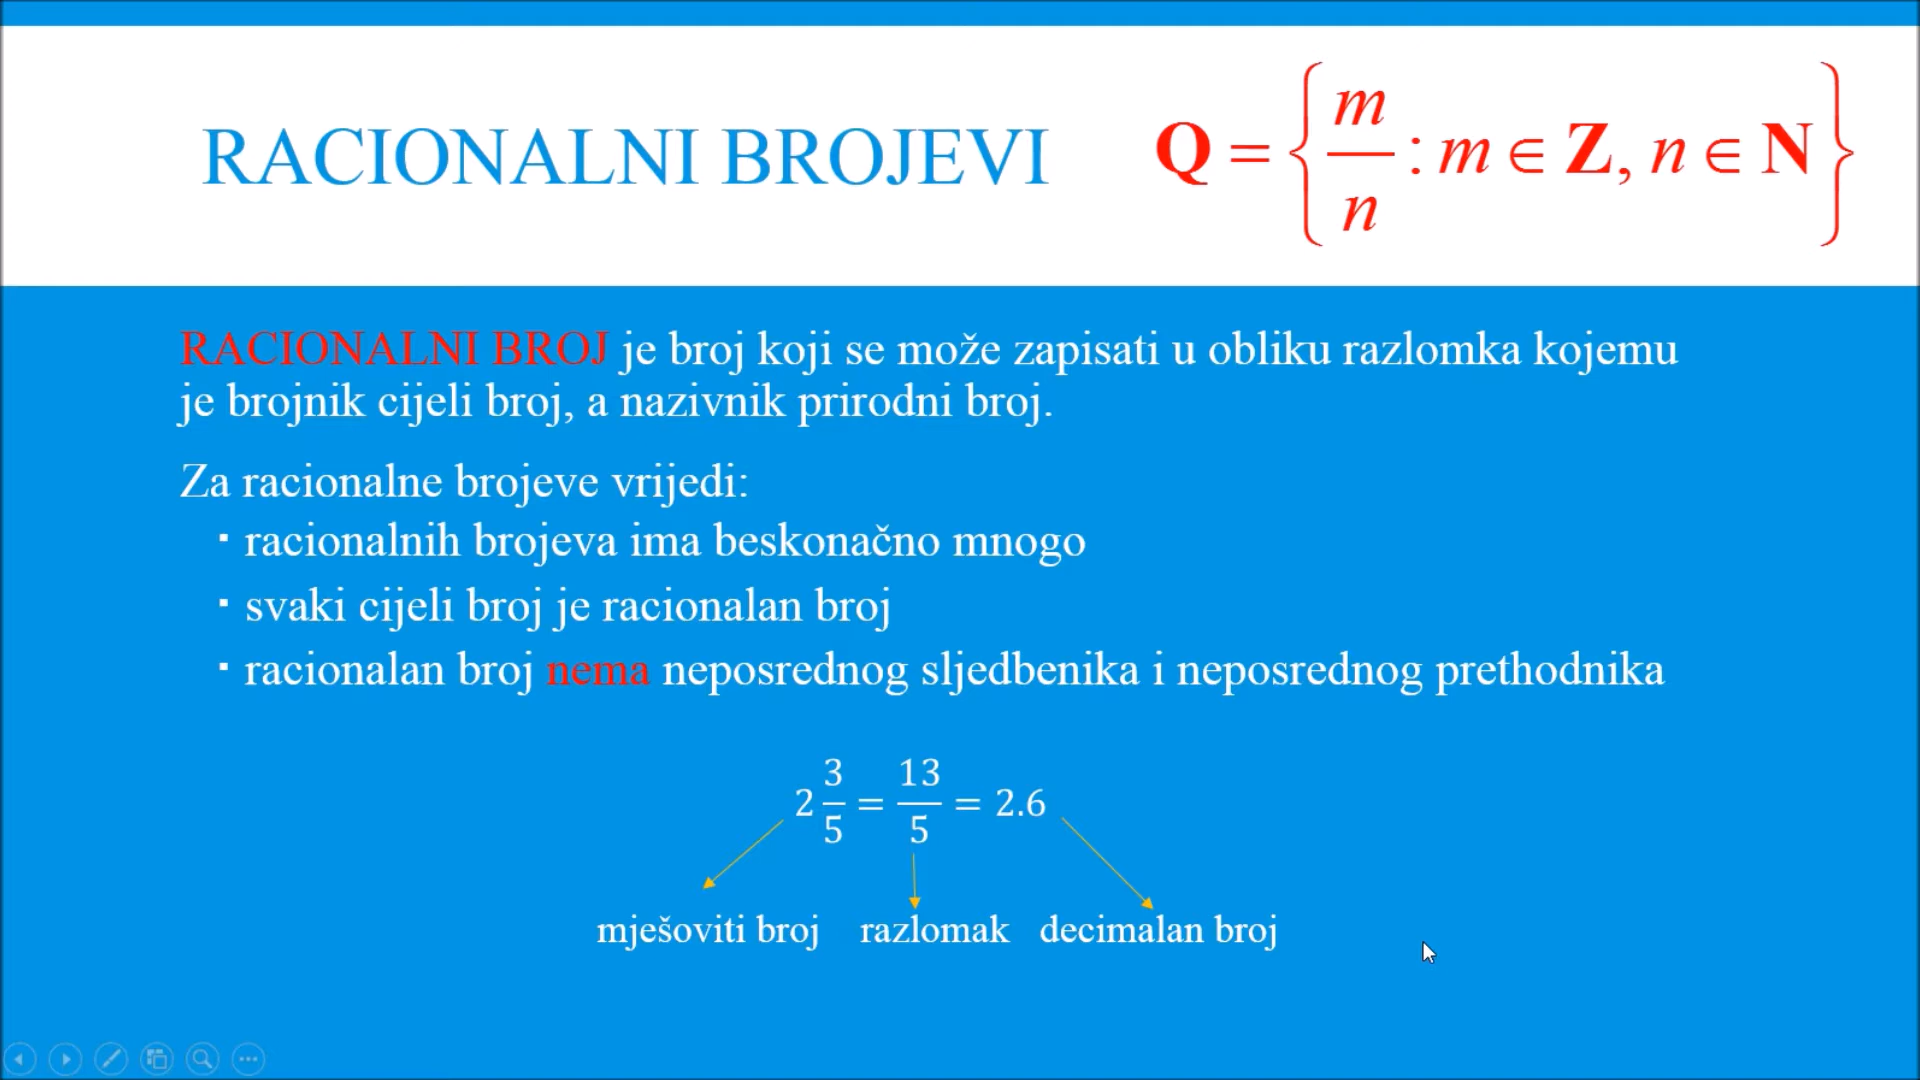 RACIONALNI BROJEVI
Q = { m/n : m ∈ Z, n ∈ N }
RACIONALNI BROJ je broj koji se može zapisati u obliku razlomka kojemu
je brojnik cijeli broj, a nazivnik prirodni broj.
Za racionalne brojeve vrijedi:
▪ racionalnih brojeva ima beskonačno mnogo
▪ svaki cijeli broj je racionalan broj
▪ racionalan broj nema neposrednog sljedbenika i neposrednog prethodnika
2 3/5 = 13/5 = 2.6
mješoviti broj razlomak decimalan broj